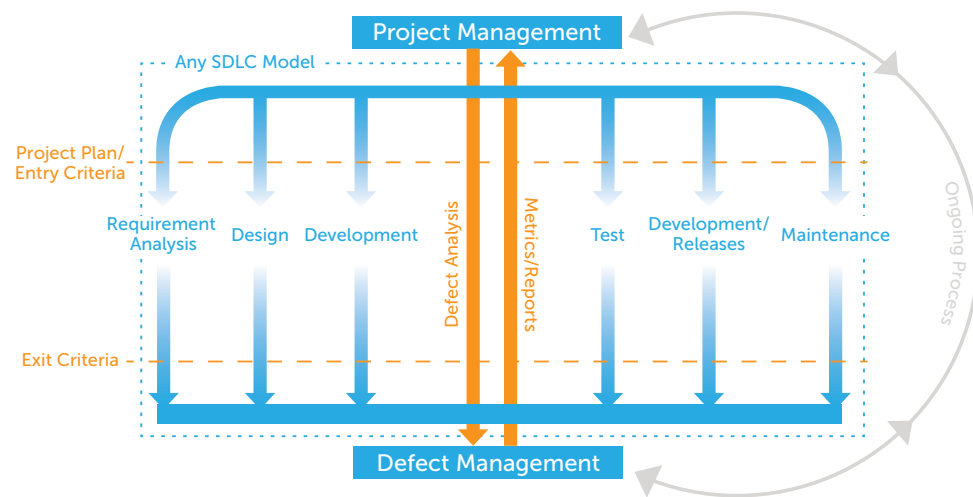 Project Management
Any SDLC Model
Project Plan/
Entry Criteria
Requirement
Analysis
Design
Development
Defect Analysis
Metrics/Reports
Test
Development/
Releases
Maintenance
Ongoing Process
Exit Criteria
Defect Management